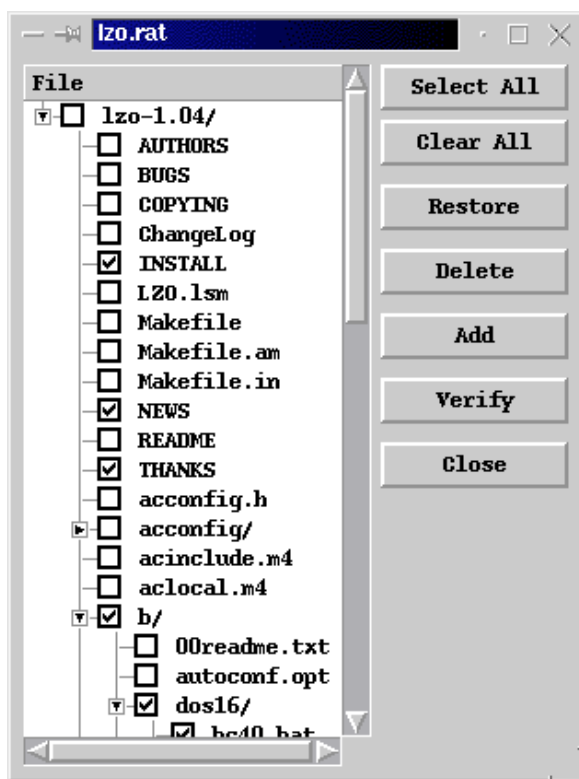 lzo.rat
File
lzo-1.04/
AUTHORS
BUGS
COPYING
ChangeLog
INSTALL
LZO.lsm
Makefile
Makefile.am
Makefile.in
NEWS
README
THANKS
acconfig.h
acconfig/
acinclude.m4
aclocal.m4
b/
00readme.txt
autoconf.opt
dos16/
bc40.bat
Select All
Clear All
Restore
Delete
Add
Verify
Close